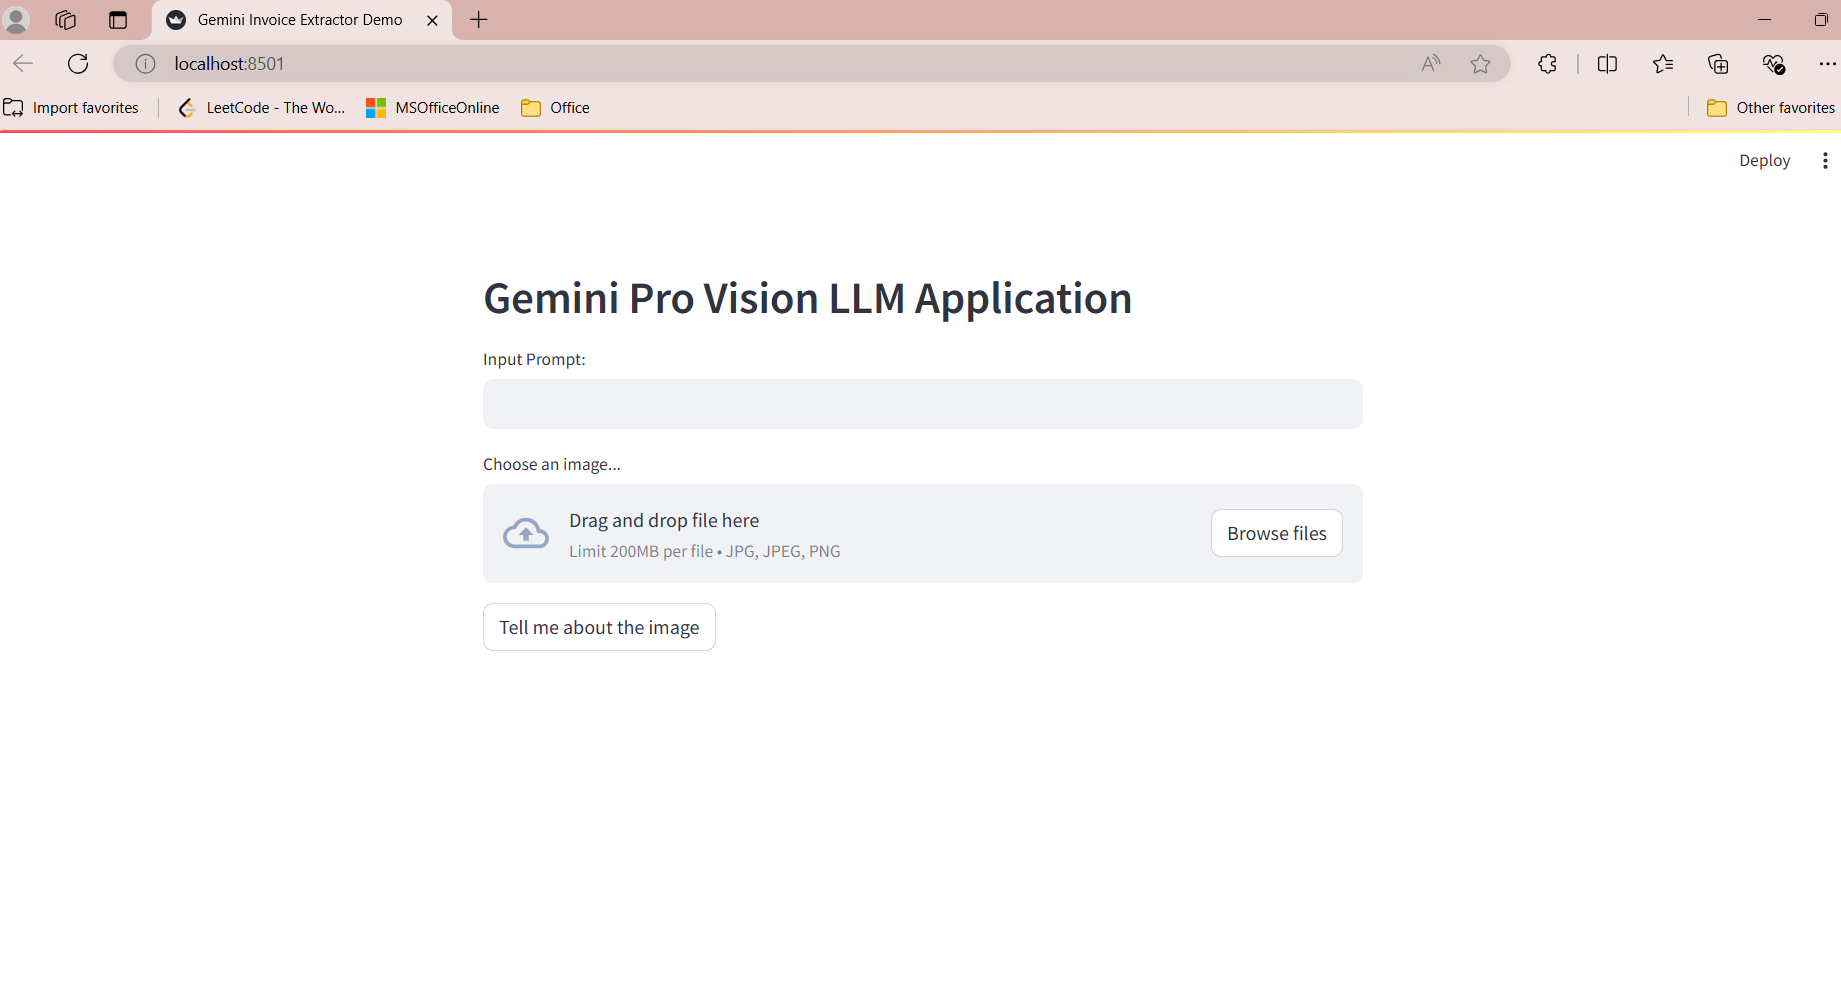 Gemini Invoice Extractor Demo
localhost:8501
Import favorites
LeetCode - The Wo...
MSOfficeOnline
Office
Other favorites
Deploy
Gemini Pro Vision LLM Application
Input Prompt:
Choose an image...
Drag and drop file here
Limit 200MB per file • JPG, JPEG, PNG
Browse files
Tell me about the image